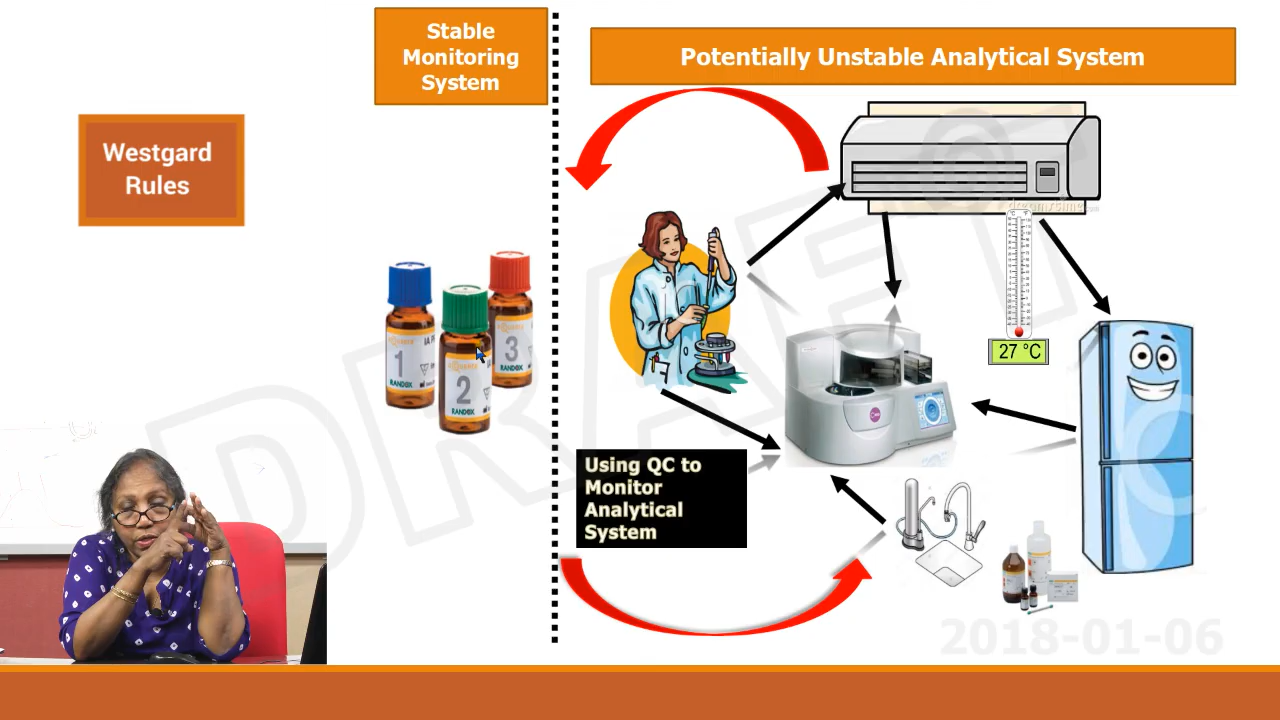 Stable
Monitoring
System
Potentially Unstable Analytical System
Westgard
Rules
1
2
3
RANDOX
RANDOX
RANDOX
27 °C
Using QC to
Monitor
Analytical
System
DRAFT
2018-01-06